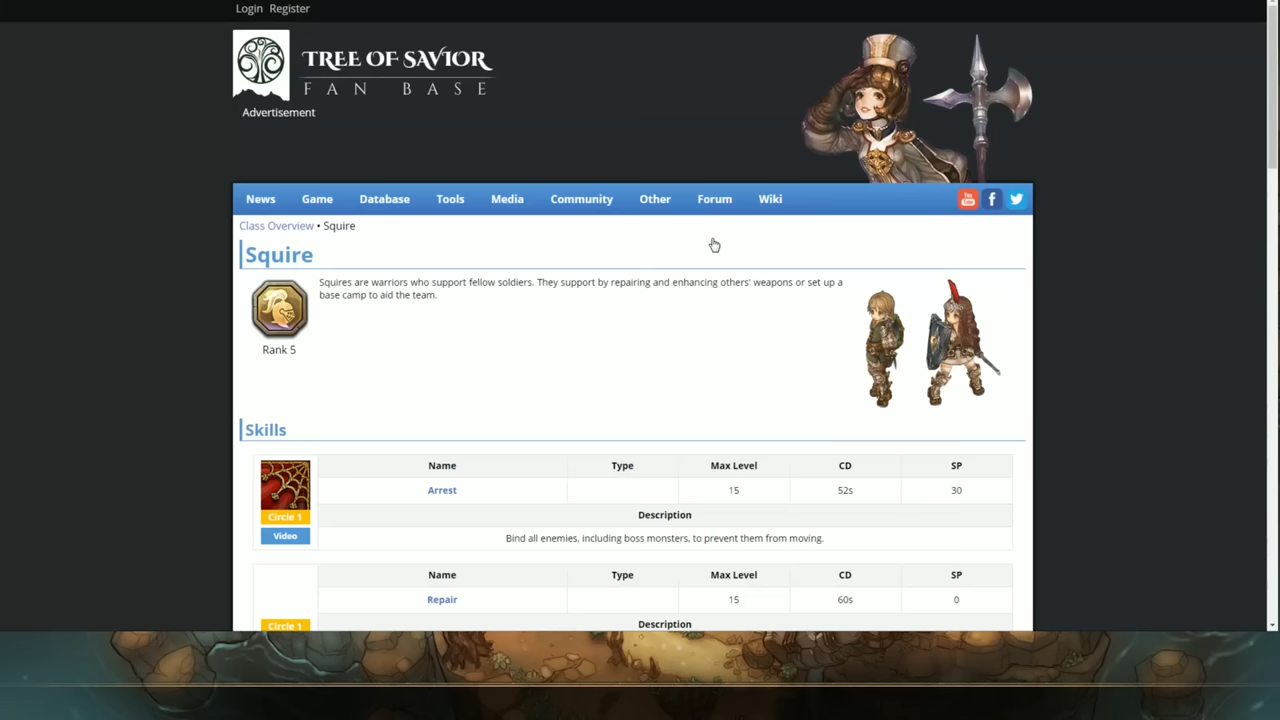 Login Register
TREE OF SAVIOR
FAN BASE
Advertisement
News Game Database Tools Media Community Other Forum Wiki
You Tube
Class Overview • Squire
Squire
Squires are warriors who support fellow soldiers. They support by repairing and enhancing others' weapons or set up a
base camp to aid the team.
Rank 5
Skills
Name Type Max Level CD SP
Arrest 15 52s 30
Circle 1
Description
Video
Bind all enemies, including boss monsters, to prevent them from moving.
Name Type Max Level CD SP
Repair 15 60s 0
Circle 1
Description